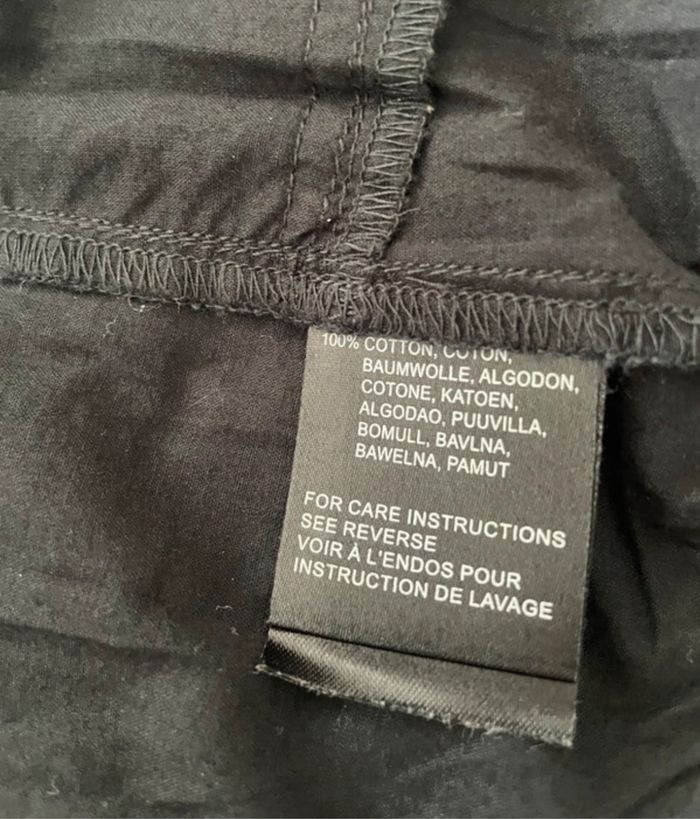 100% COTTON, COTON,
BAUMWOLLE, ALGODON,
COTONE, KATOEN,
ALGODAO, PUUVILLA,
BOMULL, BAVLNA,
BAWELNA, PAMUT
FOR CARE INSTRUCTIONS
SEE REVERSE
VOIR À L'ENDOS POUR
INSTRUCTION DE LAVAGE